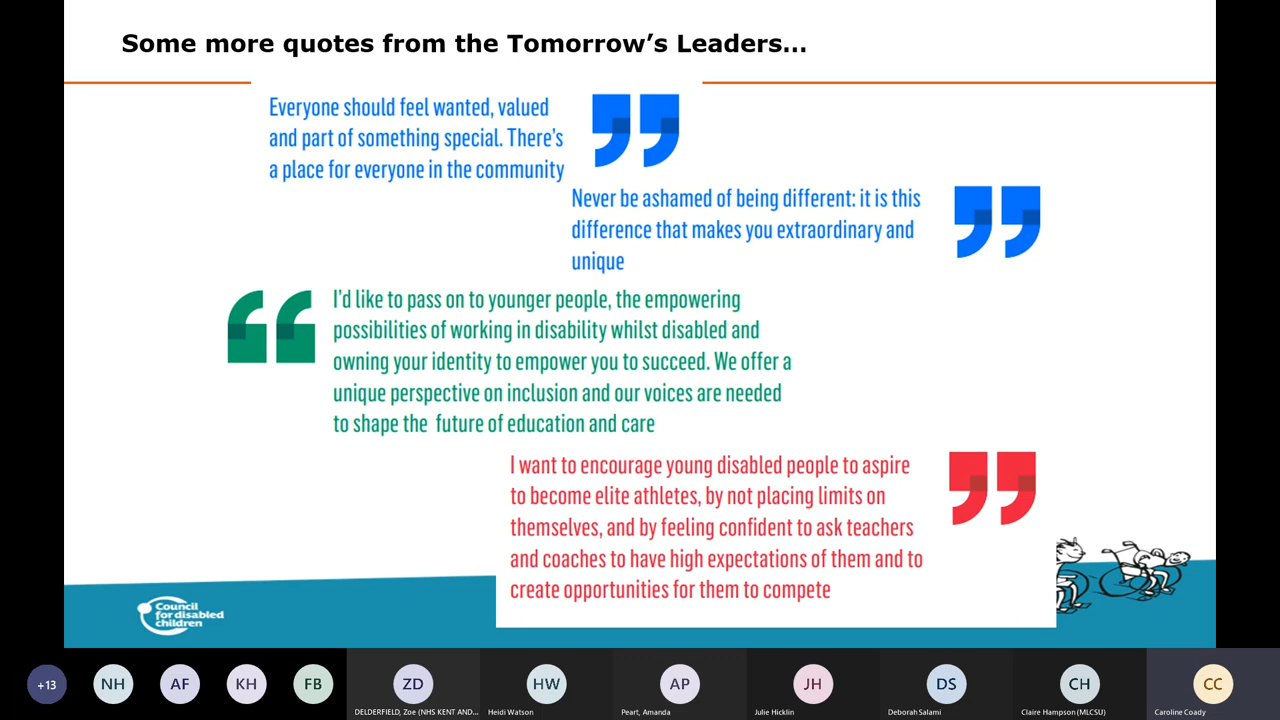 Some more quotes from the Tomorrow's Leaders...
Everyone should feel wanted, valued
and part of something special. There's
a place for everyone in the community
Never be ashamed of being different: it is this
difference that makes you extraordinary and
unique
I'd like to pass on to younger people, the empowering
possibilities of working in disability whilst disabled and
owning your identity to empower you to succeed. We offer a
unique perspective on inclusion and our voices are needed
to shape the future of education and care
I want to encourage young disabled people to aspire
to become elite athletes, by not placing limits on
themselves, and by feeling confident to ask teachers
and coaches to have high expectations of them and to
create opportunities for them to compete
Council
for disabled
children
+13
NH
AF
KH
FB
ZD
HW
AP
JH
DS
CH
CC
DELDERFIELD, Zoe (NHS KENT AND...
Heidi Watson
Peart, Amanda
Julie Hicklin
Deborah Salami
Claire Hampson (MLCSU)
Caroline Coady